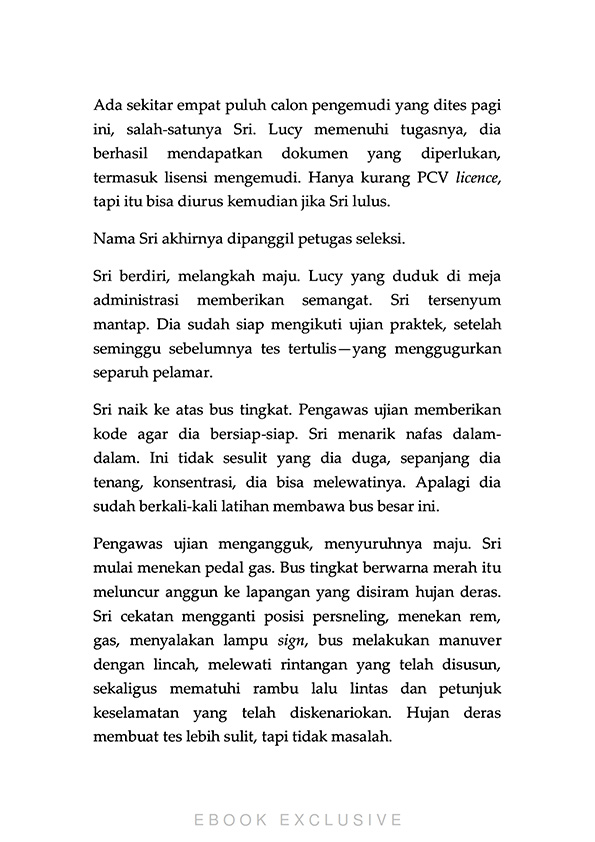 Ada sekitar empat puluh calon pengemudi yang dites pagi
ini, salah-satunya Sri. Lucy memenuhi tugasnya, dia
berhasil mendapatkan dokumen yang diperlukan,
termasuk lisensi mengemudi. Hanya kurang PCV licence,
tapi itu bisa diurus kemudian jika Sri lulus.
Nama Sri akhirnya dipanggil petugas seleksi.
Sri berdiri, melangkah maju. Lucy yang duduk di meja
administrasi memberikan semangat. Sri tersenyum
mantap. Dia sudah siap mengikuti ujian praktek, setelah
seminggu sebelumnya tes tertulis—yang menggugurkan
separuh pelamar.
Sri naik ke atas bus tingkat. Pengawas ujian memberikan
kode agar dia bersiap-siap. Sri menarik nafas dalam-
dalam. Ini tidak sesulit yang dia duga, sepanjang dia
tenang, konsentrasi, dia bisa melewatinya. Apalagi dia
sudah berkali-kali latihan membawa bus besar ini.
Pengawas ujian mengangguk, menyuruhnya maju. Sri
mulai menekan pedal gas. Bus tingkat berwarna merah itu
meluncur anggun ke lapangan yang disiram hujan deras.
Sri cekatan mengganti posisi persneling, menekan rem,
gas, menyalakan lampu sign, bus melakukan manuver
dengan lincah, melewati rintangan yang telah disusun,
sekaligus mematuhi rambu lalu lintas dan petunjuk
keselamatan yang telah diskenariokan. Hujan deras
membuat tes lebih sulit, tapi tidak masalah.
EBOOK EXCLUSIVE